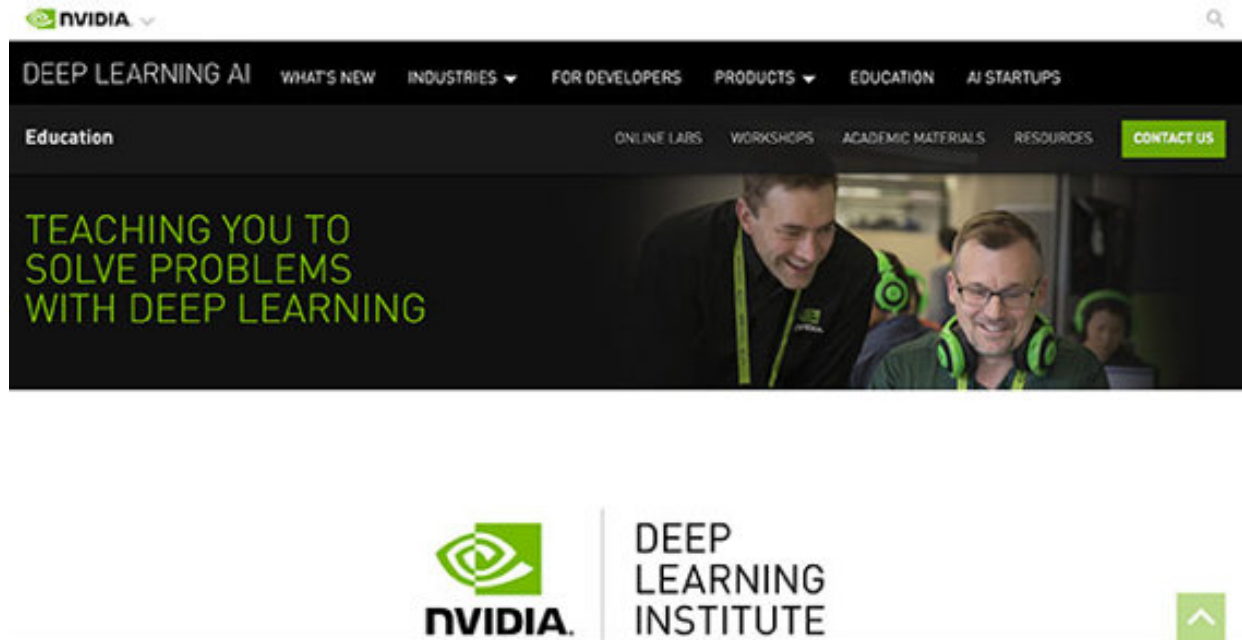 NVIDIA.
DEEP LEARNING AI WHAT'S NEW INDUSTRIES FOR DEVELOPERS PRODUCTS EDUCATION AI STARTUPS
Education ONLINE LABS WORKSHOPS ACADEMIC MATERIALS RESOURCES CONTACT US
TEACHING YOU TO
SOLVE PROBLEMS
WITH DEEP LEARNING
DEEP
LEARNING
INSTITUTE
NVIDIA.